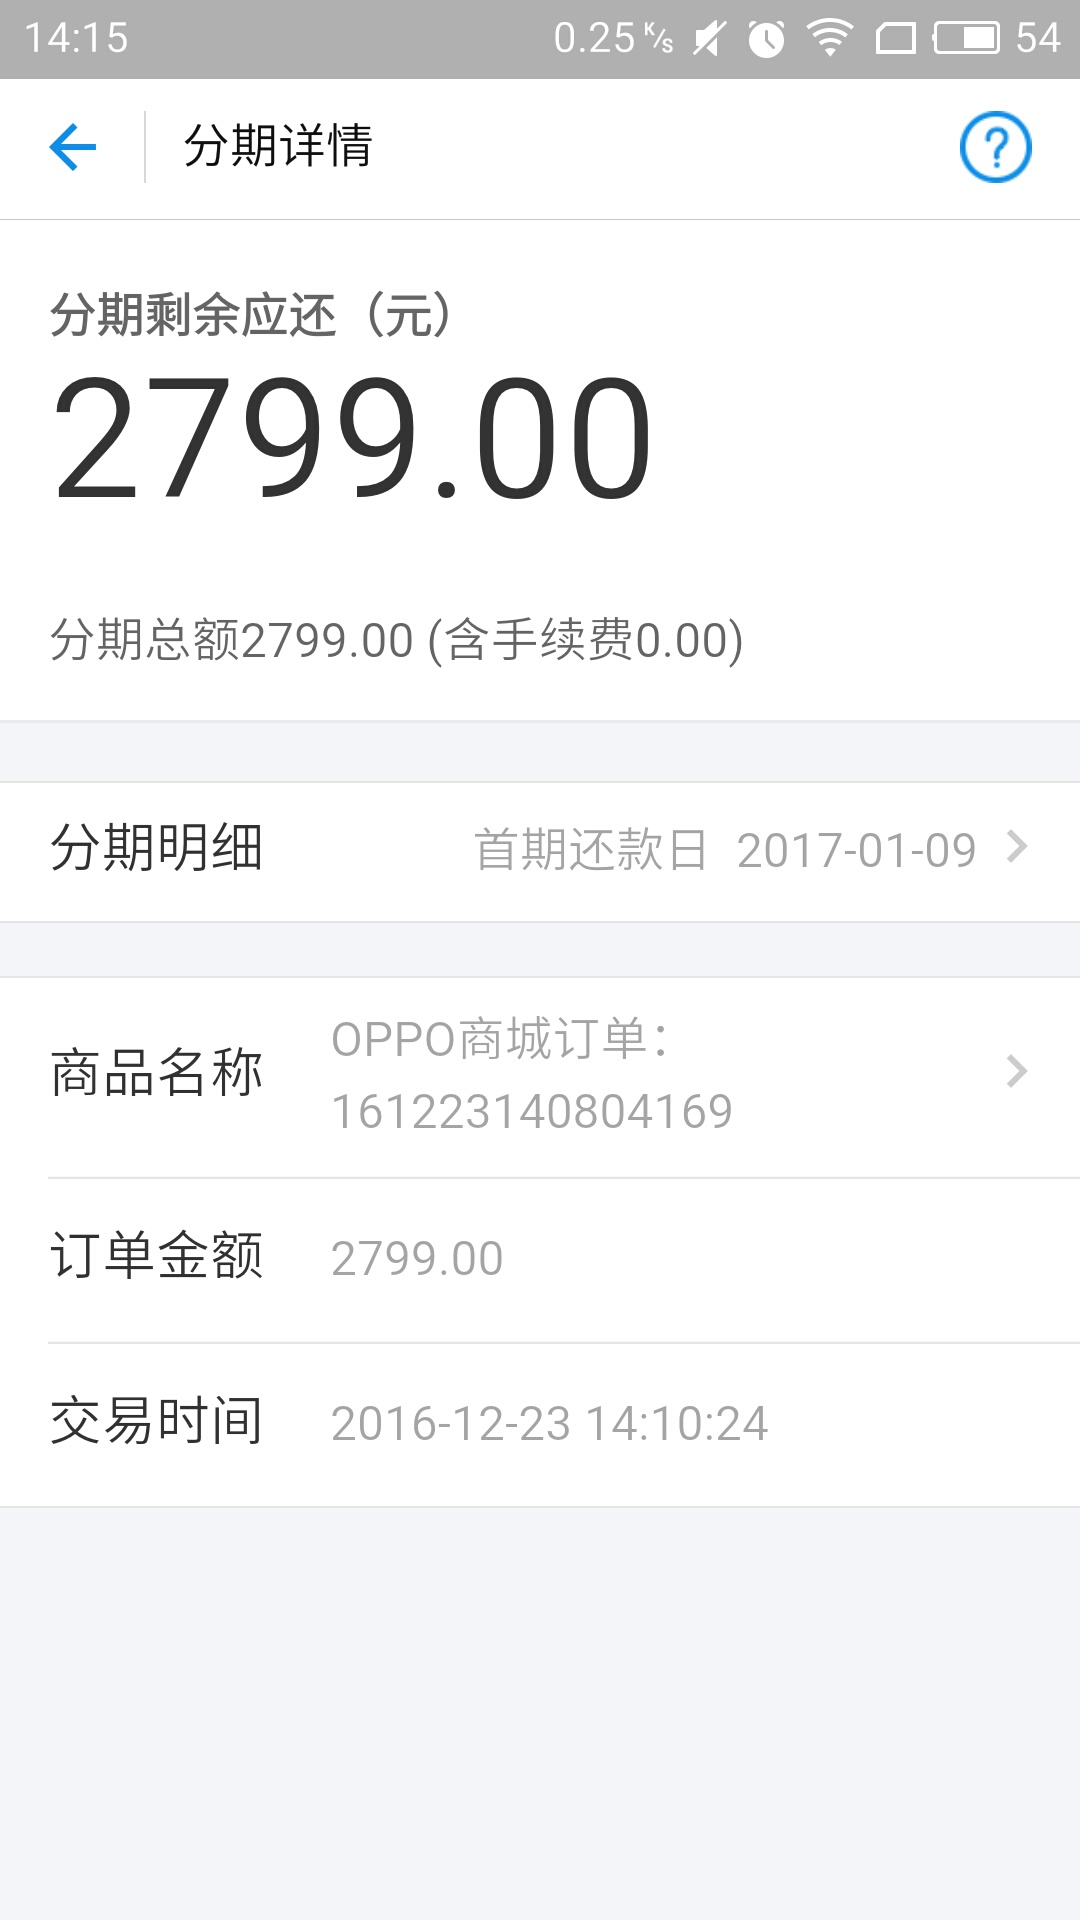 14:15 0.25 K/s 54
分期详情
分期剩余应还（元）
2799.00
分期总额2799.00 (含手续费0.00)
分期明细 首期还款日 2017-01-09
商品名称 OPPO商城订单：
161223140804169
订单金额 2799.00
交易时间 2016-12-23 14:10:24